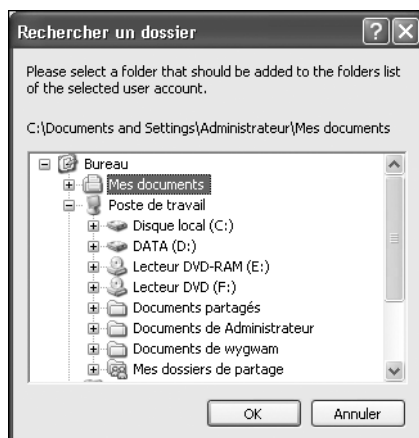 Rechercher un dossier
Please select a folder that should be added to the folders list
of the selected user account.
C:\Documents and Settings\Administrateur\Mes documents
Bureau
Mes documents
Poste de travail
Disque local (C:)
DATA (D:)
Lecteur DVD-RAM (E:)
Lecteur DVD (F:)
Documents partagés
Documents de Administrateur
Documents de wygwam
Mes dossiers de partage
OK Annuler